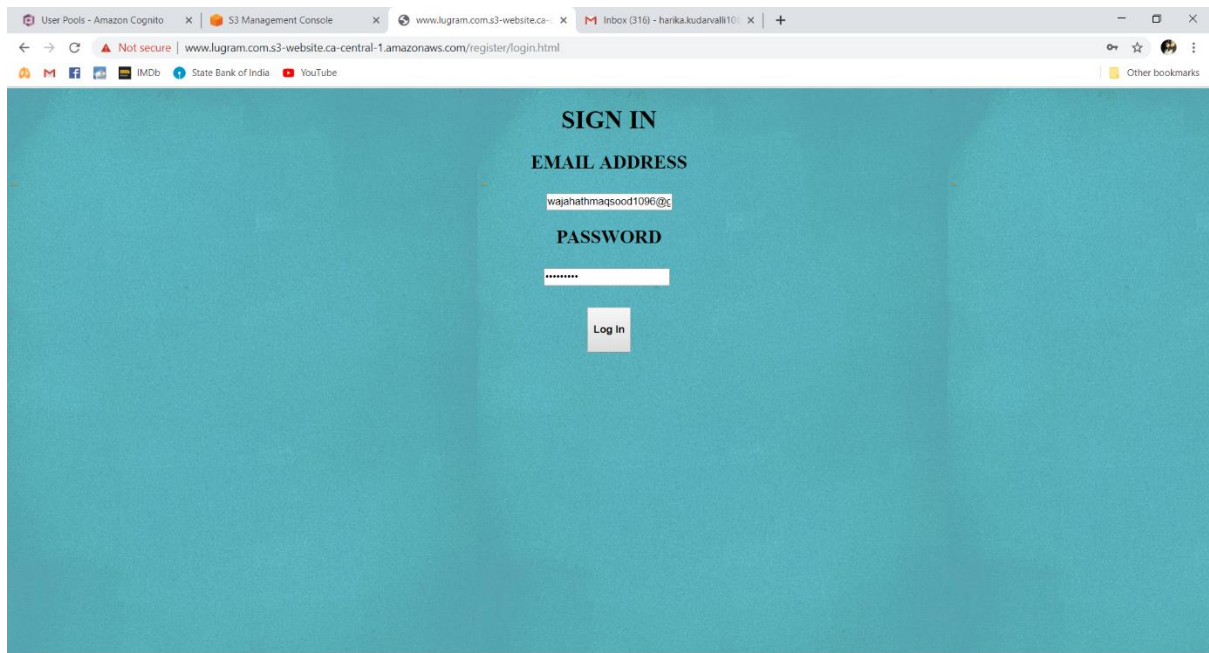 User Pools - Amazon Cognito
S3 Management Console
www.lugram.com.s3-website.ca-
Inbox (316) - harika.kudarvalli10
Not secure | www.lugram.com.s3-website.ca-central-1.amazonaws.com/register/login.html
IMDb
State Bank of India
YouTube
Other bookmarks
SIGN IN
EMAIL ADDRESS
wajahathmaqsood1096@g
PASSWORD
•••••••••
Log In